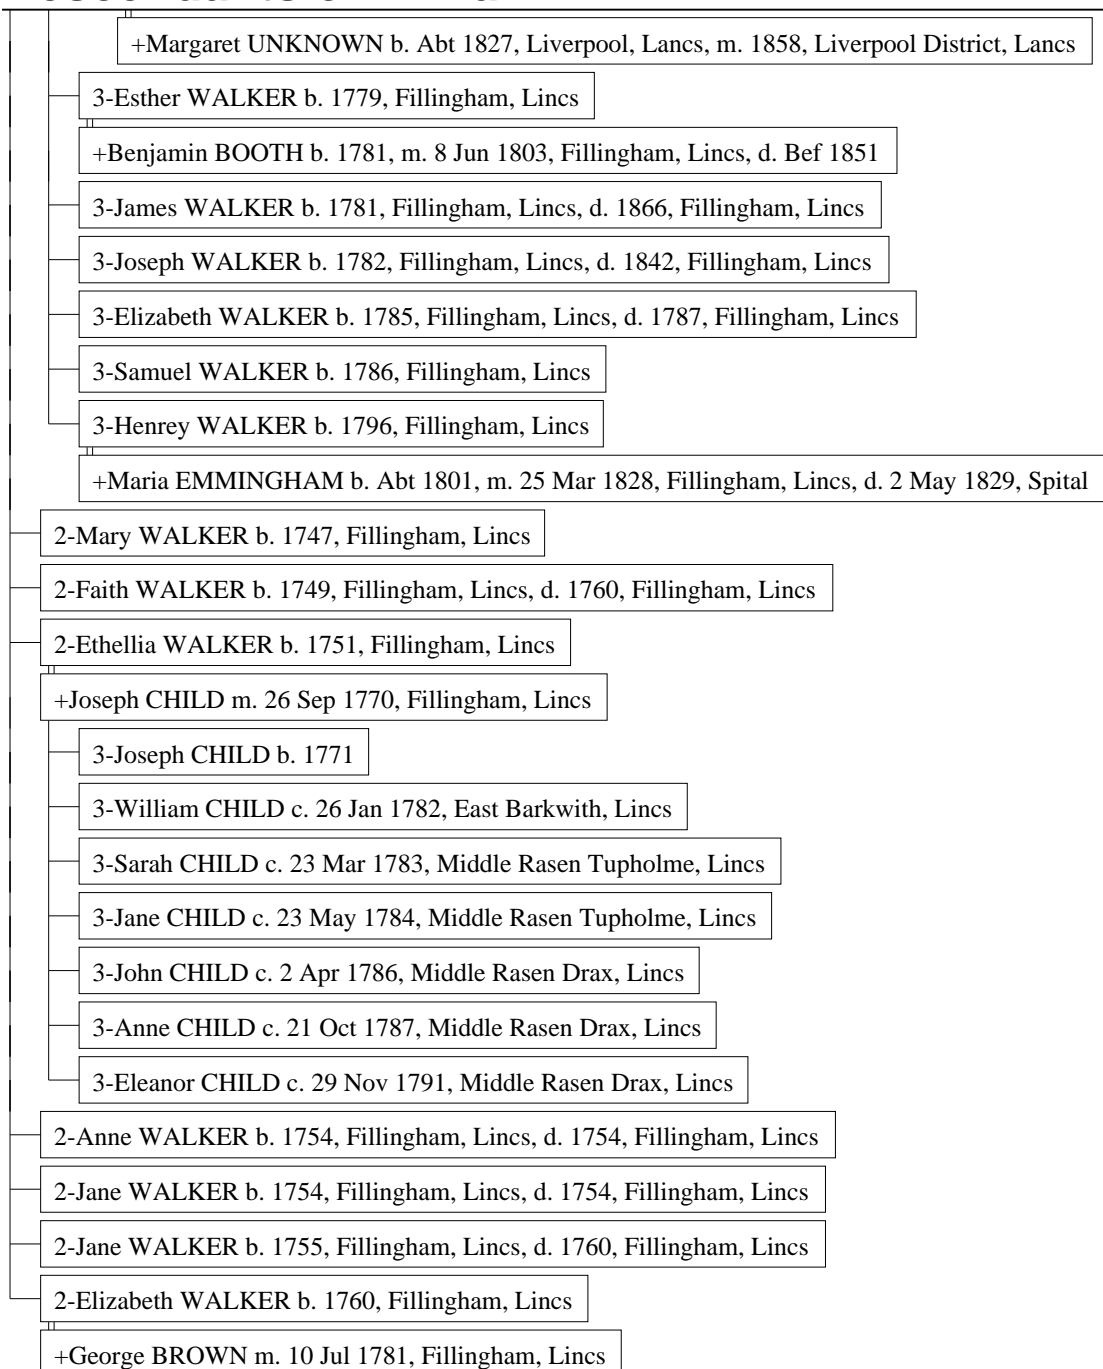 +Margaret UNKNOWN b. Abt 1827, Liverpool, Lancs, m. 1858, Liverpool District, Lancs
3-Esther WALKER b. 1779, Fillingham, Lincs
+Benjamin BOOTH b. 1781, m. 8 Jun 1803, Fillingham, Lincs, d. Bef 1851
3-James WALKER b. 1781, Fillingham, Lincs, d. 1866, Fillingham, Lincs
3-Joseph WALKER b. 1782, Fillingham, Lincs, d. 1842, Fillingham, Lincs
3-Elizabeth WALKER b. 1785, Fillingham, Lincs, d. 1787, Fillingham, Lincs
3-Samuel WALKER b. 1786, Fillingham, Lincs
3-Henrey WALKER b. 1796, Fillingham, Lincs
+Maria EMMINGHAM b. Abt 1801, m. 25 Mar 1828, Fillingham, Lincs, d. 2 May 1829, Spital
2-Mary WALKER b. 1747, Fillingham, Lincs
2-Faith WALKER b. 1749, Fillingham, Lincs, d. 1760, Fillingham, Lincs
2-Ethellia WALKER b. 1751, Fillingham, Lincs
+Joseph CHILD m. 26 Sep 1770, Fillingham, Lincs
3-Joseph CHILD b. 1771
3-William CHILD c. 26 Jan 1782, East Barkwith, Lincs
3-Sarah CHILD c. 23 Mar 1783, Middle Rasen Tupholme, Lincs
3-Jane CHILD c. 23 May 1784, Middle Rasen Tupholme, Lincs
3-John CHILD c. 2 Apr 1786, Middle Rasen Drax, Lincs
3-Anne CHILD c. 21 Oct 1787, Middle Rasen Drax, Lincs
3-Eleanor CHILD c. 29 Nov 1791, Middle Rasen Drax, Lincs
2-Anne WALKER b. 1754, Fillingham, Lincs, d. 1754, Fillingham, Lincs
2-Jane WALKER b. 1754, Fillingham, Lincs, d. 1754, Fillingham, Lincs
2-Jane WALKER b. 1755, Fillingham, Lincs, d. 1760, Fillingham, Lincs
2-Elizabeth WALKER b. 1760, Fillingham, Lincs
+George BROWN m. 10 Jul 1781, Fillingham, Lincs